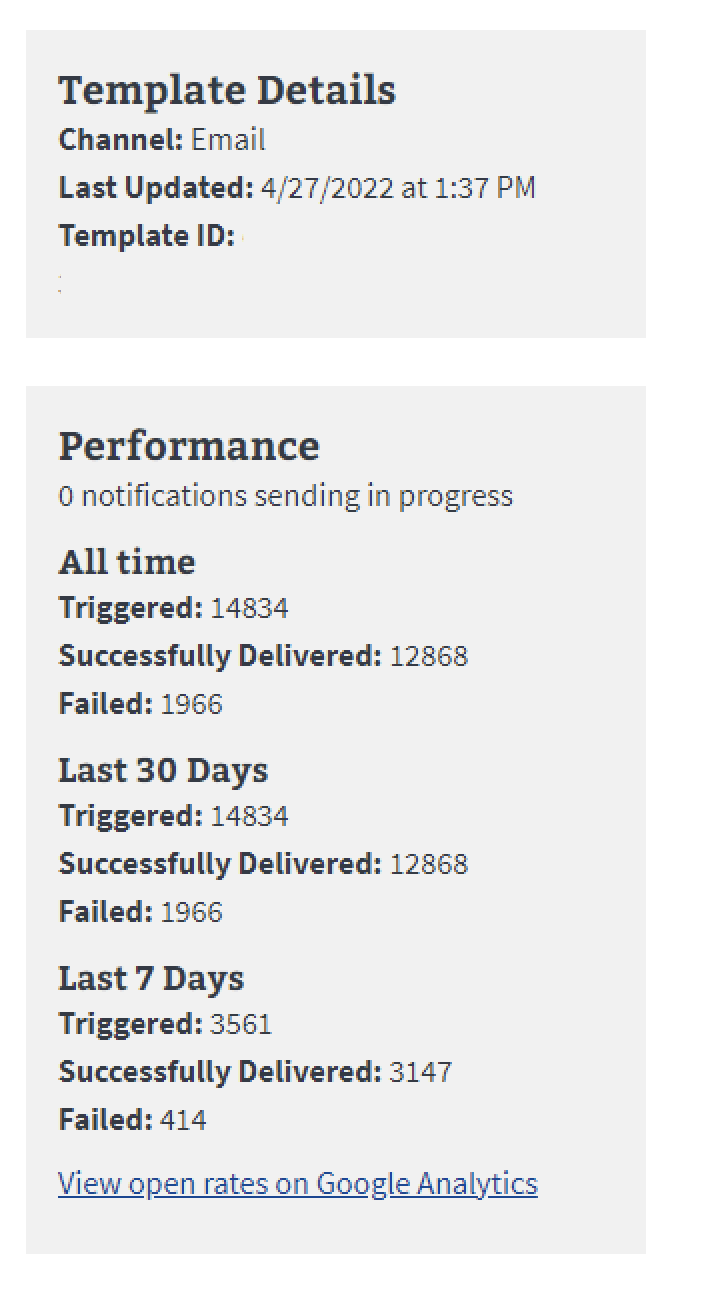 Template Details
Channel: Email
Last Updated: 4/27/2022 at 1:37 PM
Template ID:
Performance
0 notifications sending in progress
All time
Triggered: 14834
Successfully Delivered: 12868
Failed: 1966
Last 30 Days
Triggered: 14834
Successfully Delivered: 12868
Failed: 1966
Last 7 Days
Triggered: 3561
Successfully Delivered: 3147
Failed: 414
View open rates on Google Analytics